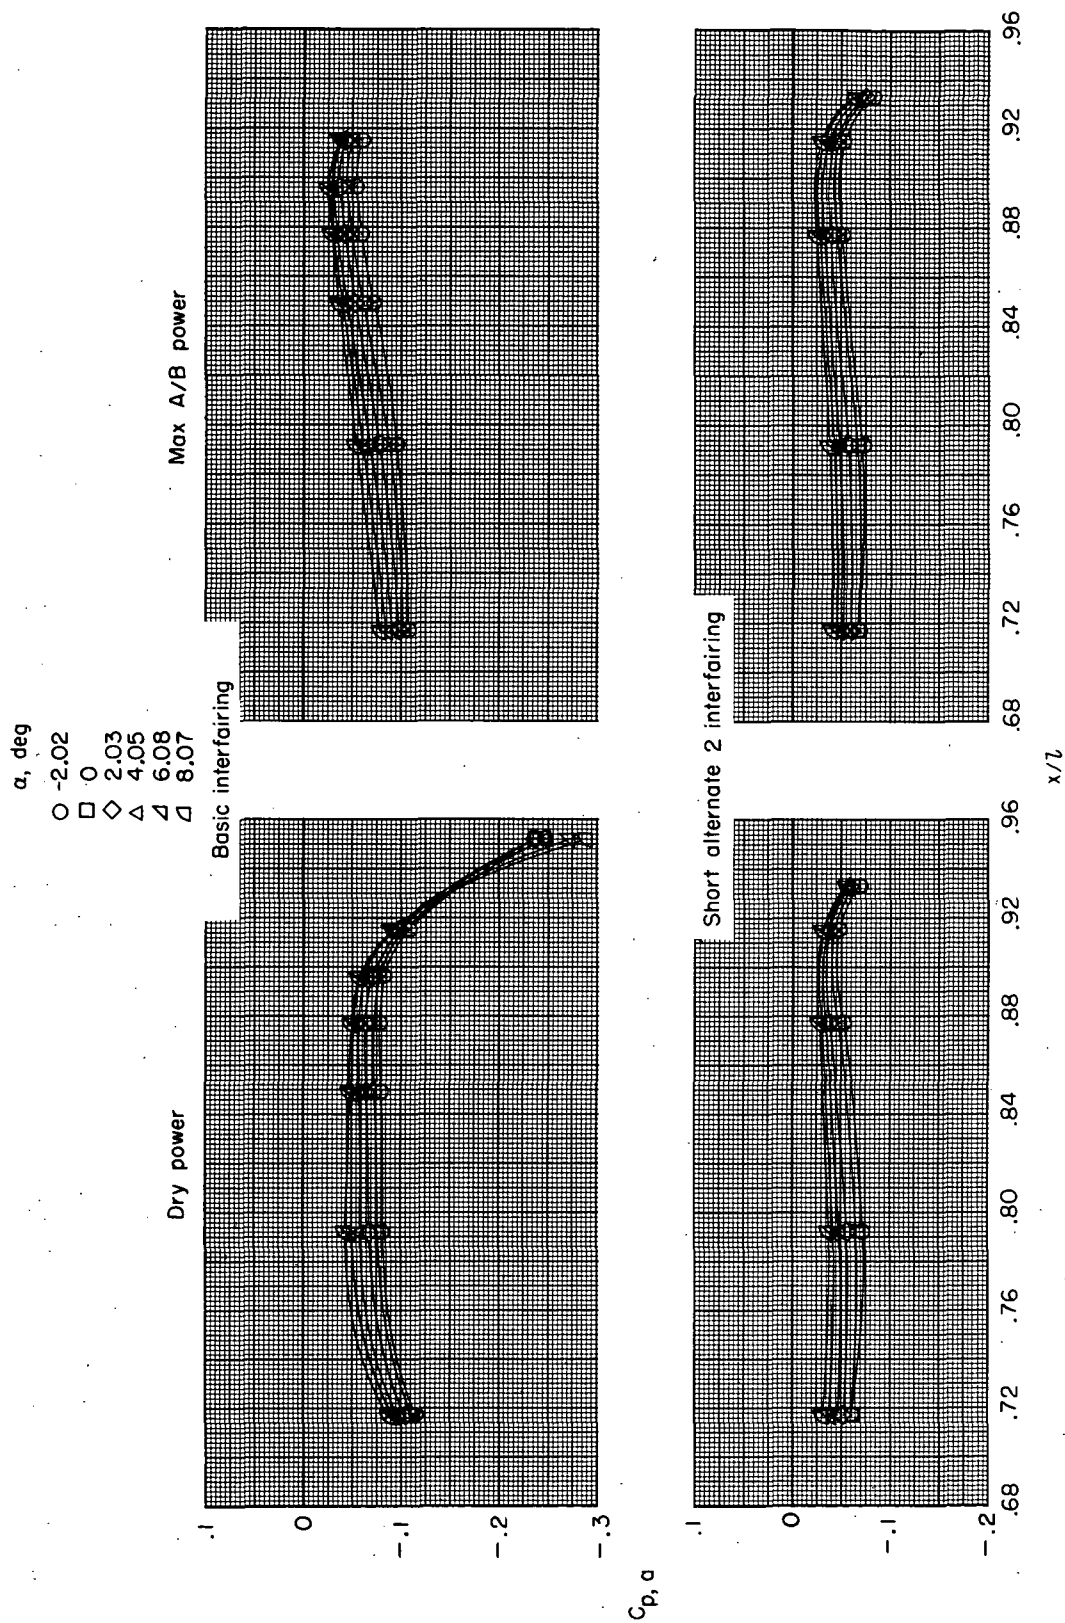 α, deg
○ -2.02
□ 0
◇ 2.03
△ 4.05
◿ 6.08
⌓ 8.07
Dry power
Max A/B power
Basic interfairing
.1
0
-.1
-.2
-.3
Cp, a
Short alternate 2 interfairing
.1
0
-.1
-.2
.68 .72 .76 .80 .84 .88 .92 .96
.68 .72 .76 .80 .84 .88 .92 .96
x/l